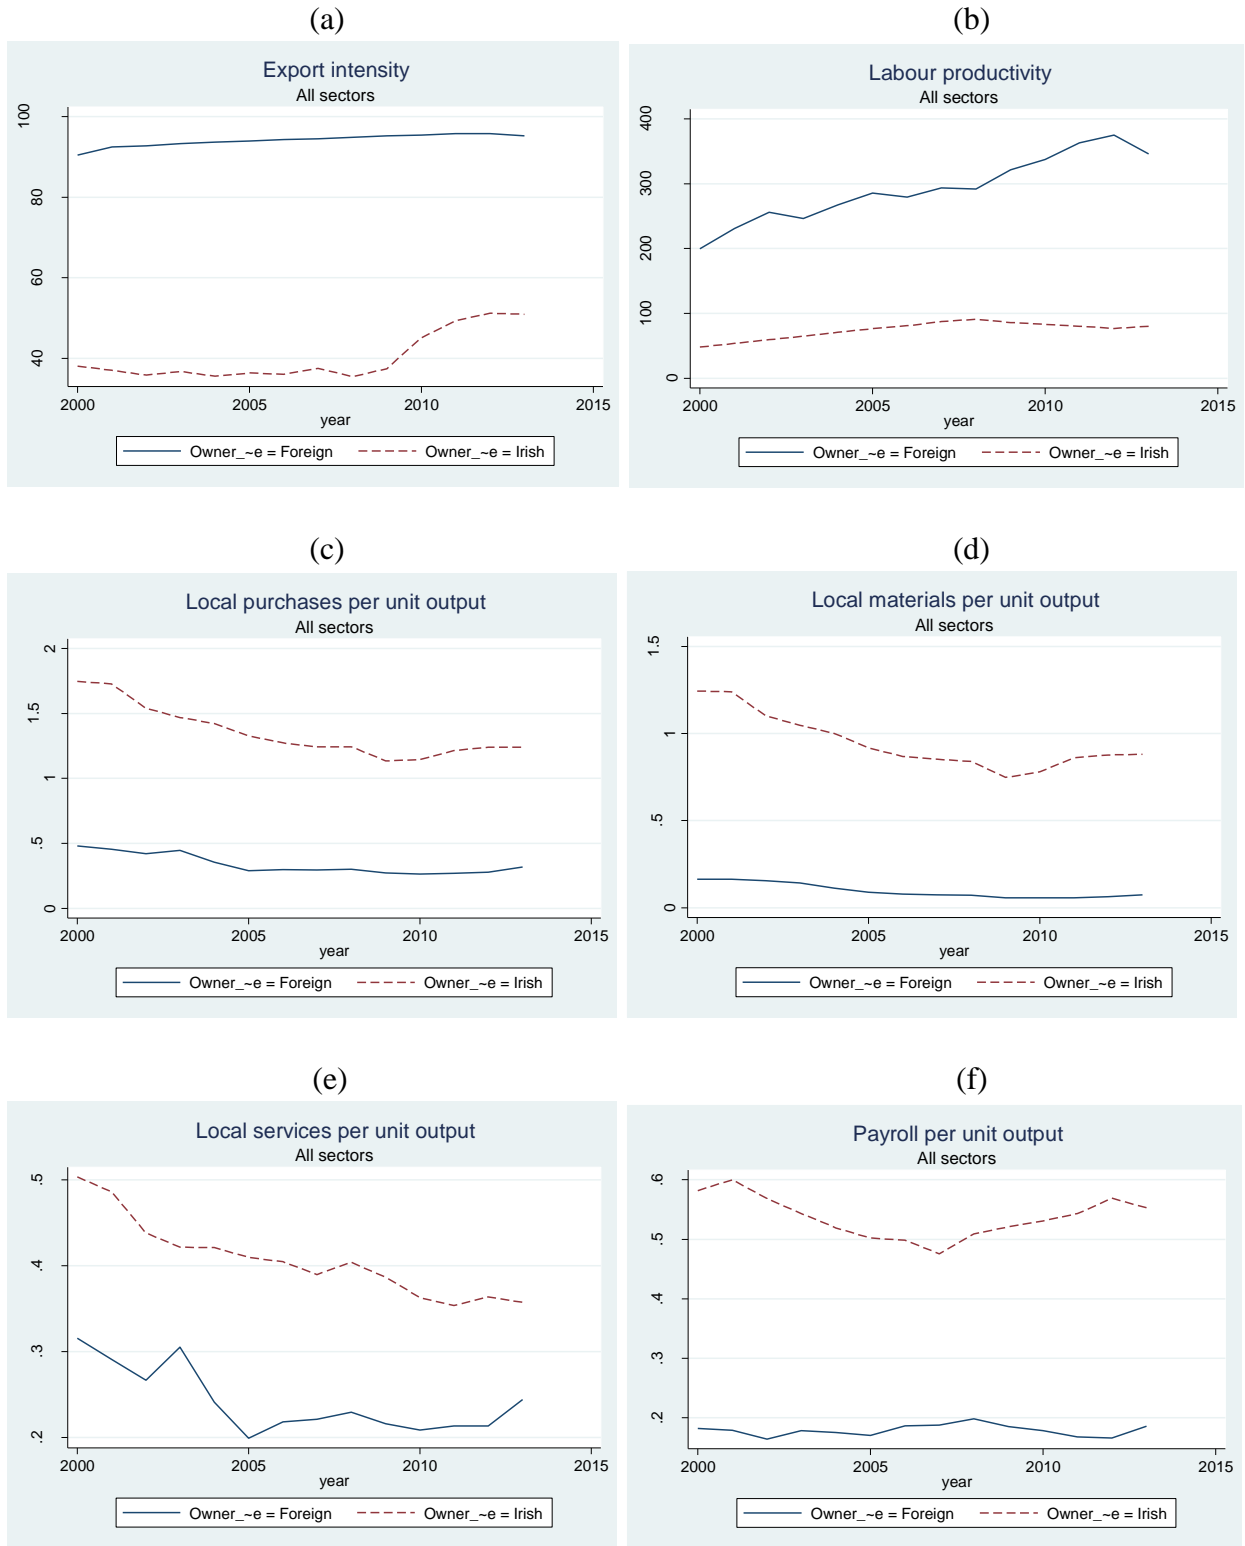 (a)
Export intensity
All sectors
100
80
60
40
2000 2005 2010 2015
year
Owner_~e = Foreign Owner_~e = Irish
(b)
Labour productivity
All sectors
400
300
200
100
0
2000 2005 2010 2015
year
Owner_~e = Foreign Owner_~e = Irish
(c)
Local purchases per unit output
All sectors
2
1.5
1
.5
0
2000 2005 2010 2015
year
Owner_~e = Foreign Owner_~e = Irish
(d)
Local materials per unit output
All sectors
1.5
1
.5
0
2000 2005 2010 2015
year
Owner_~e = Foreign Owner_~e = Irish
(e)
Local services per unit output
All sectors
.5
.4
.3
.2
2000 2005 2010 2015
year
Owner_~e = Foreign Owner_~e = Irish
(f)
Payroll per unit output
All sectors
.6
.5
.4
.3
.2
2000 2005 2010 2015
year
Owner_~e = Foreign Owner_~e = Irish